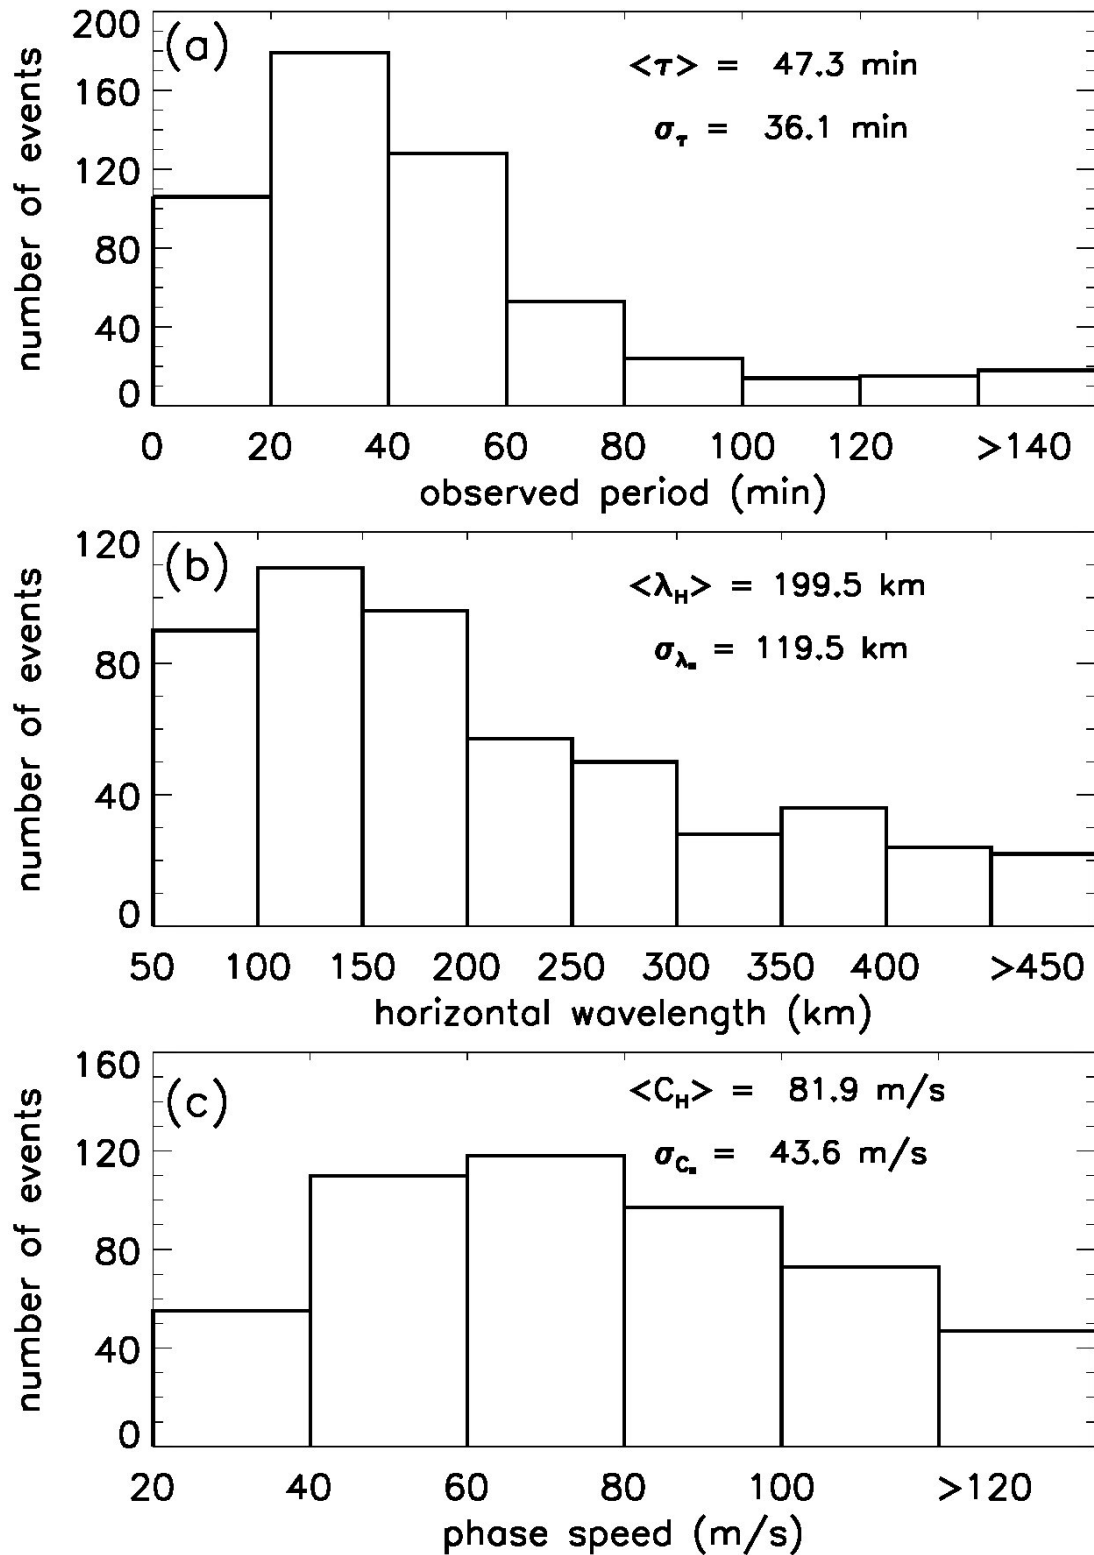 (a)
<τ> = 47.3 min
σ_τ = 36.1 min
number of events
200
160
120
80
40
0
0 20 40 60 80 100 120 >140
observed period (min)
(b)
<λ_H> = 199.5 km
σ_λ = 119.5 km
number of events
120
80
40
0
50 100 150 200 250 300 350 400 >450
horizontal wavelength (km)
(c)
<C_H> = 81.9 m/s
σ_C = 43.6 m/s
number of events
160
120
80
40
0
20 40 60 80 100 >120
phase speed (m/s)